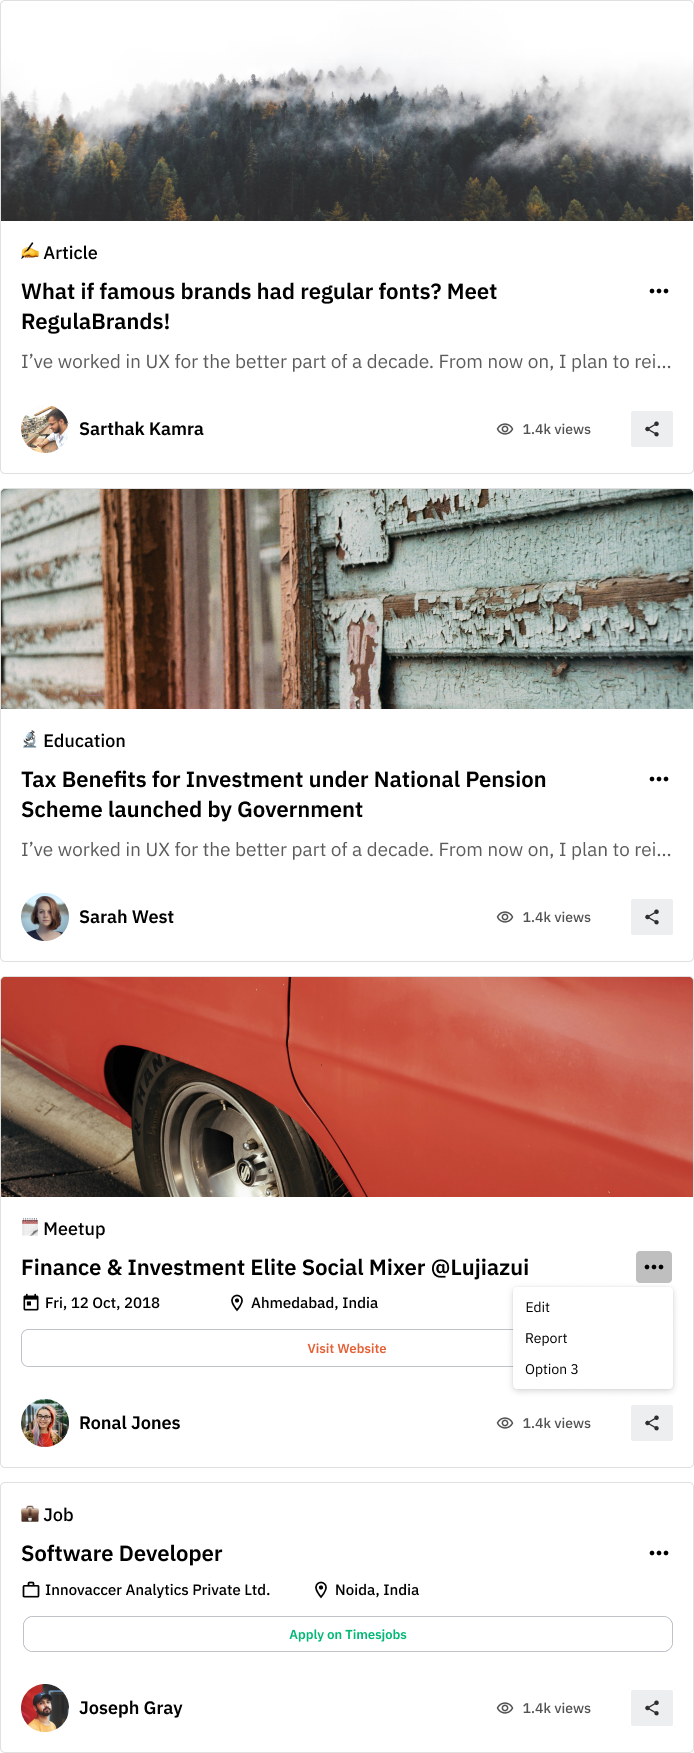 Article
What if famous brands had regular fonts? Meet
RegulaBrands!
I’ve worked in UX for the better part of a decade. From now on, I plan to rei…
Sarthak Kamra
1.4k views
Education
Tax Benefits for Investment under National Pension
Scheme launched by Government
I’ve worked in UX for the better part of a decade. From now on, I plan to rei…
Sarah West
1.4k views
Meetup
Finance & Investment Elite Social Mixer @Lujiazui
Fri, 12 Oct, 2018
Ahmedabad, India
Edit
Report
Option 3
Visit Website
Ronal Jones
1.4k views
Job
Software Developer
Innovaccer Analytics Private Ltd.
Noida, India
Apply on Timesjobs
Joseph Gray
1.4k views